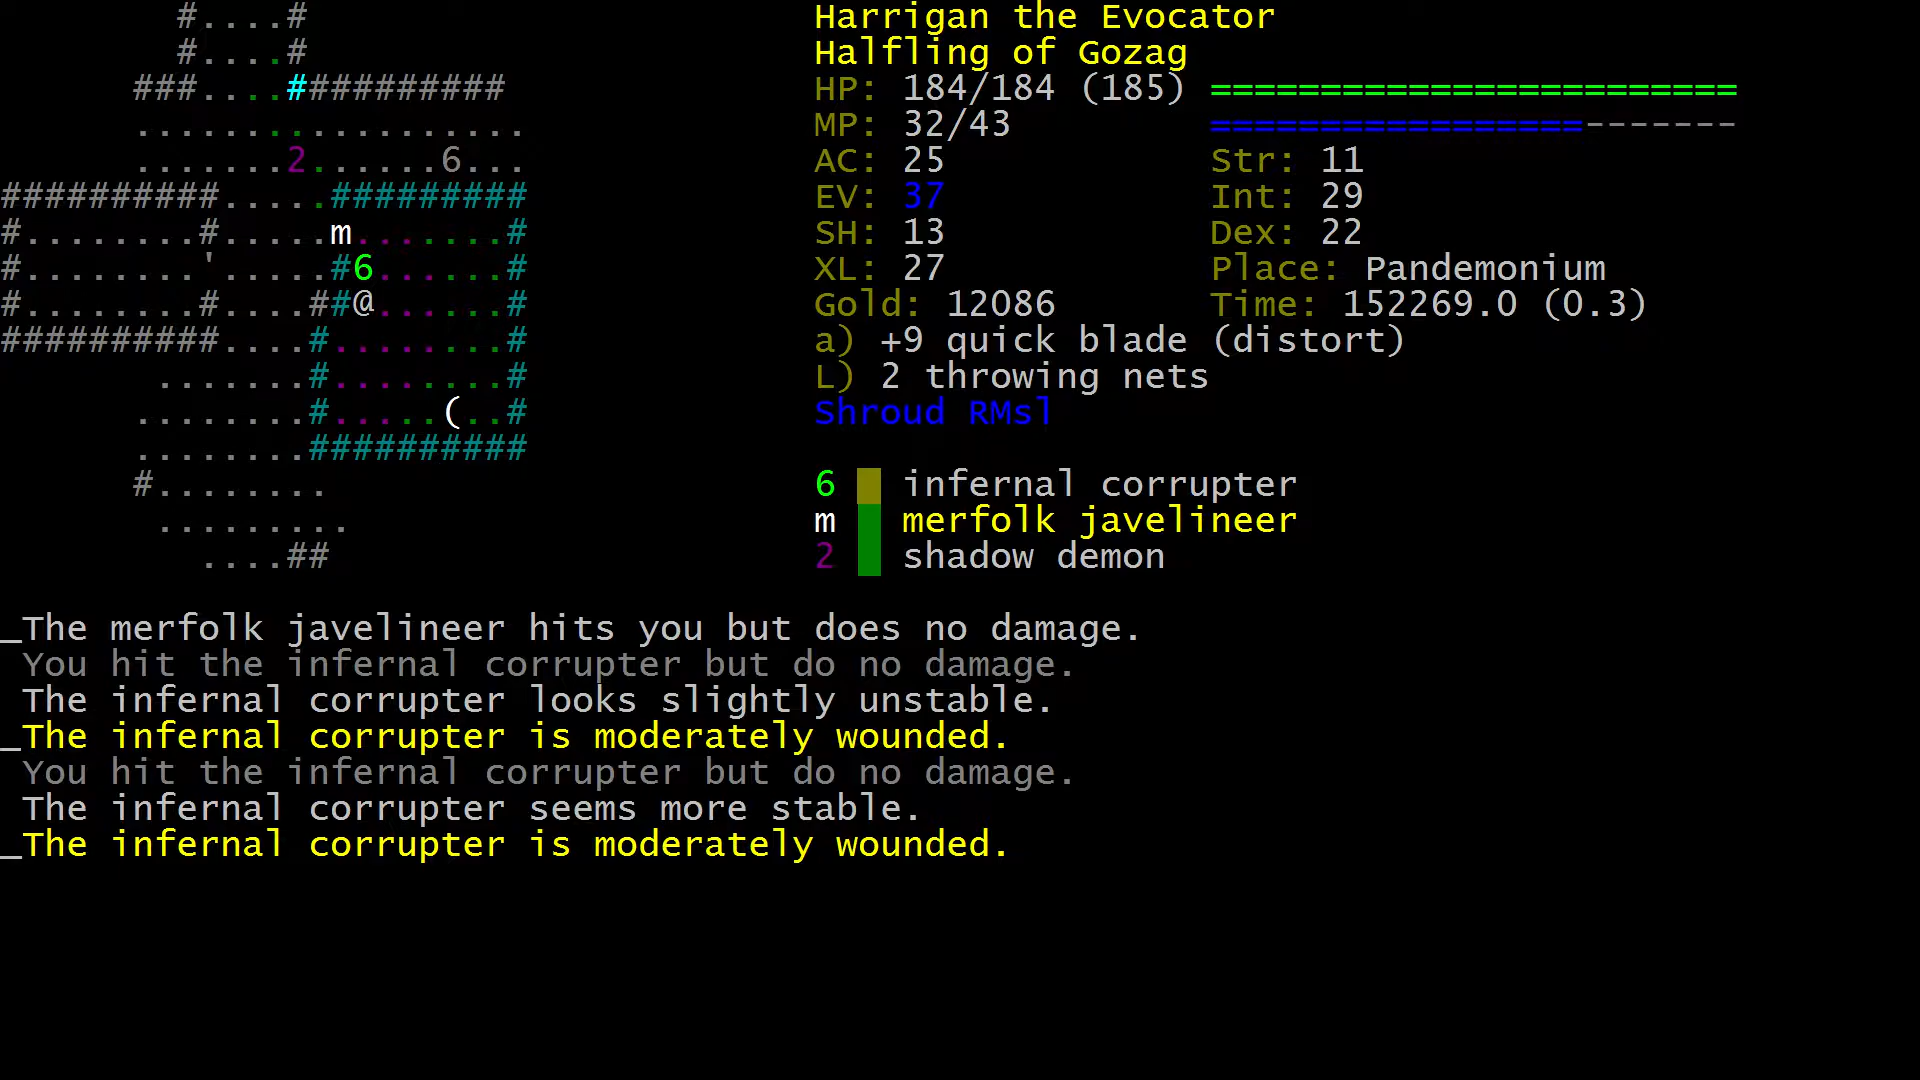 #....#
#....#
###....##########
..................
.......2......6...
##########.....#########
#........#.....m.......#
#........'.....#6......#
#........#....##@......#
##########....#........#
.......#........#
........#.....(..#
........##########
#........
.........
....##
Harrigan the Evocator
Halfling of Gozag
HP: 184/184 (185) ========================
MP: 32/43 =================-------
AC: 25 Str: 11
EV: 37 Int: 29
SH: 13 Dex: 22
XL: 27 Place: Pandemonium
Gold: 12086 Time: 152269.0 (0.3)
a) +9 quick blade (distort)
L) 2 throwing nets
Shroud RMsl
6 infernal corrupter
m merfolk javelineer
2 shadow demon
_The merfolk javelineer hits you but does no damage.
You hit the infernal corrupter but do no damage.
The infernal corrupter looks slightly unstable.
_The infernal corrupter is moderately wounded.
You hit the infernal corrupter but do no damage.
The infernal corrupter seems more stable.
_The infernal corrupter is moderately wounded.